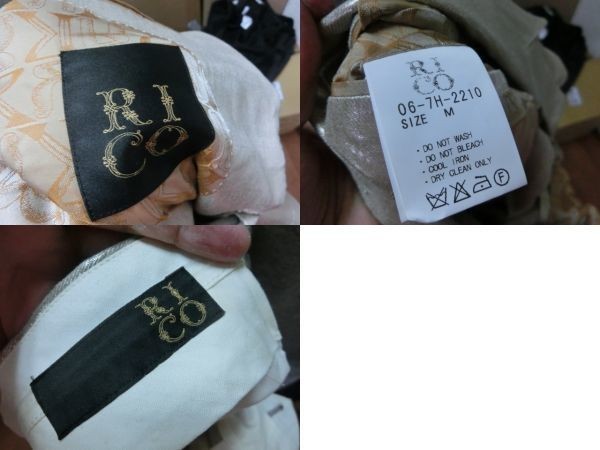 RI
CO
RI
CO
06-7H-2210
SIZE M
· DO NOT WASH
· DO NOT BLEACH
· COOL IRON
· DRY CLEAN ONLY
F
RI
CO